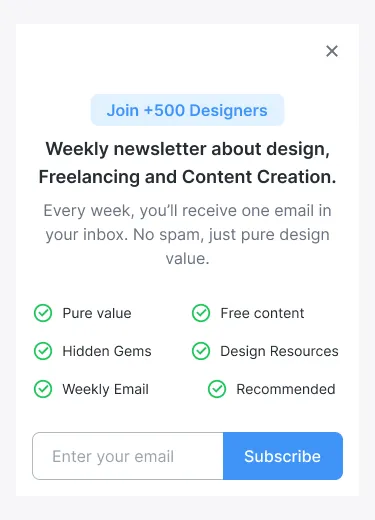 Join +500 Designers
Weekly newsletter about design,
Freelancing and Content Creation.
Every week, you’ll receive one email in
your inbox. No spam, just pure design
value.
Pure value
Free content
Hidden Gems
Design Resources
Weekly Email
Recommended
Enter your email
Subscribe